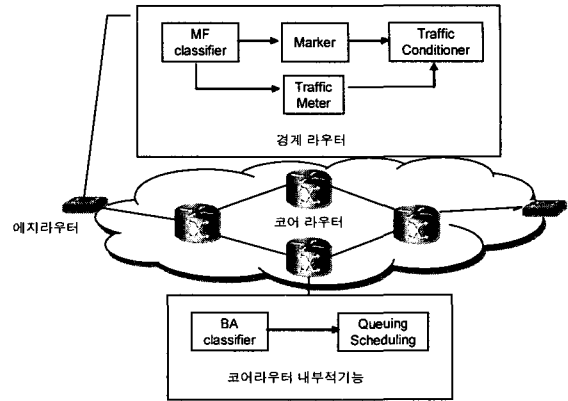 MF
classifier
Marker
Traffic
Conditioner
Traffic
Meter
경계 라우터
에지라우터
코어 라우터
BA
classifier
Queuing
Scheduling
코어라우터 내부적기능